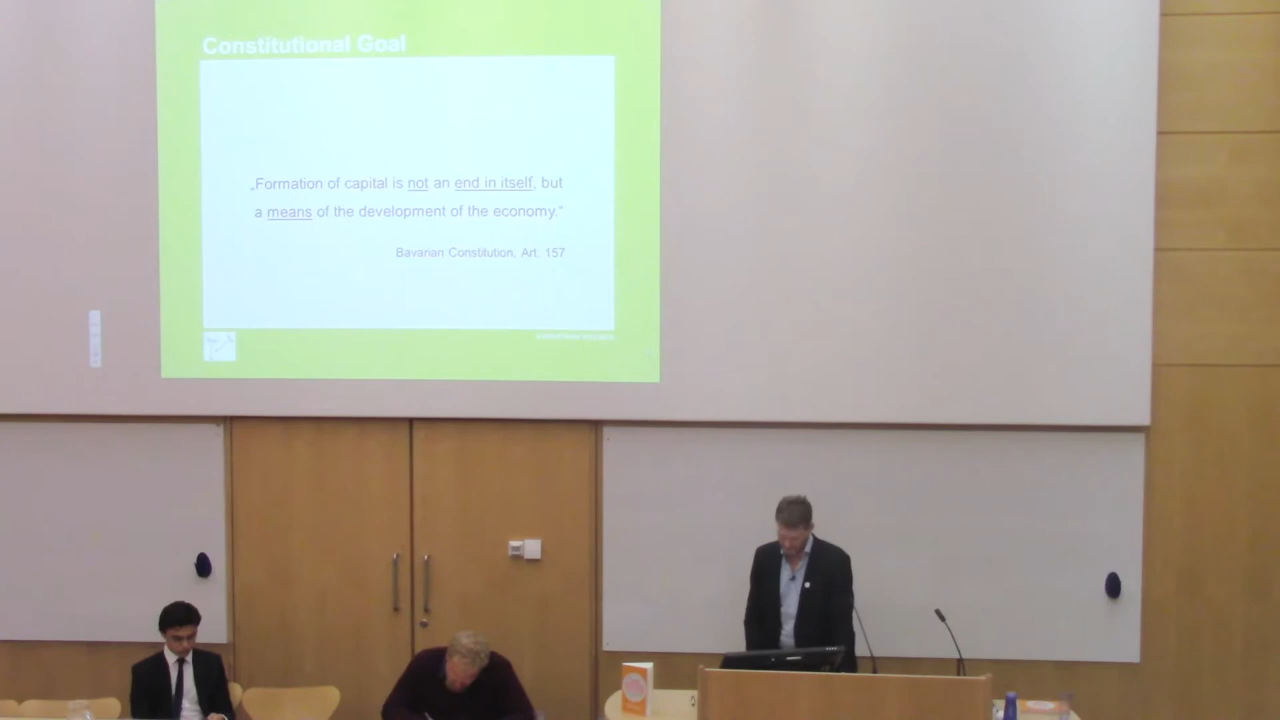 Constitutional Goal
„Formation of capital is not an end in itself, but
a means of the development of the economy.“
Bavarian Constitution, Art. 157